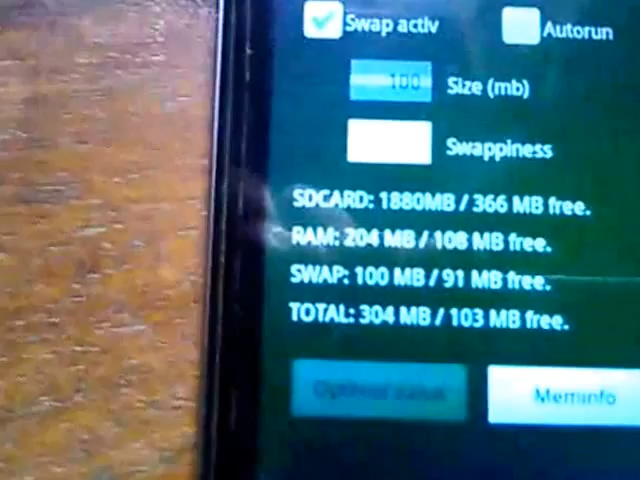 Swap activ Autorun
100 Size (mb)
Swappiness
SDCARD: 1880MB / 366 MB free.
RAM: 204 MB / 108 MB free.
SWAP: 100 MB / 91 MB free.
TOTAL: 304 MB / 103 MB free.
Meminfo